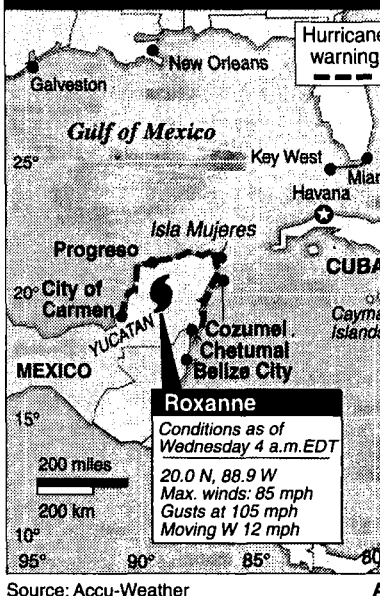 Hurricane
warning
New Orleans
Galveston
Gulf of Mexico
25°
Key West
Havana
Isla Mujeres
Progreso
CUBA
20°
City of
Carmen
YUCATAN
Cozumel
Chetumal
Belize City
MEXICO
Roxanne
15°
Conditions as of
Wednesday 4 a.m. EDT
20.0 N, 88.9 W
Max. winds: 85 mph
Gusts at 105 mph
Moving W 12 mph
200 miles
200 km
10°
95°
90°
85°
80
Source: Accu-Weather